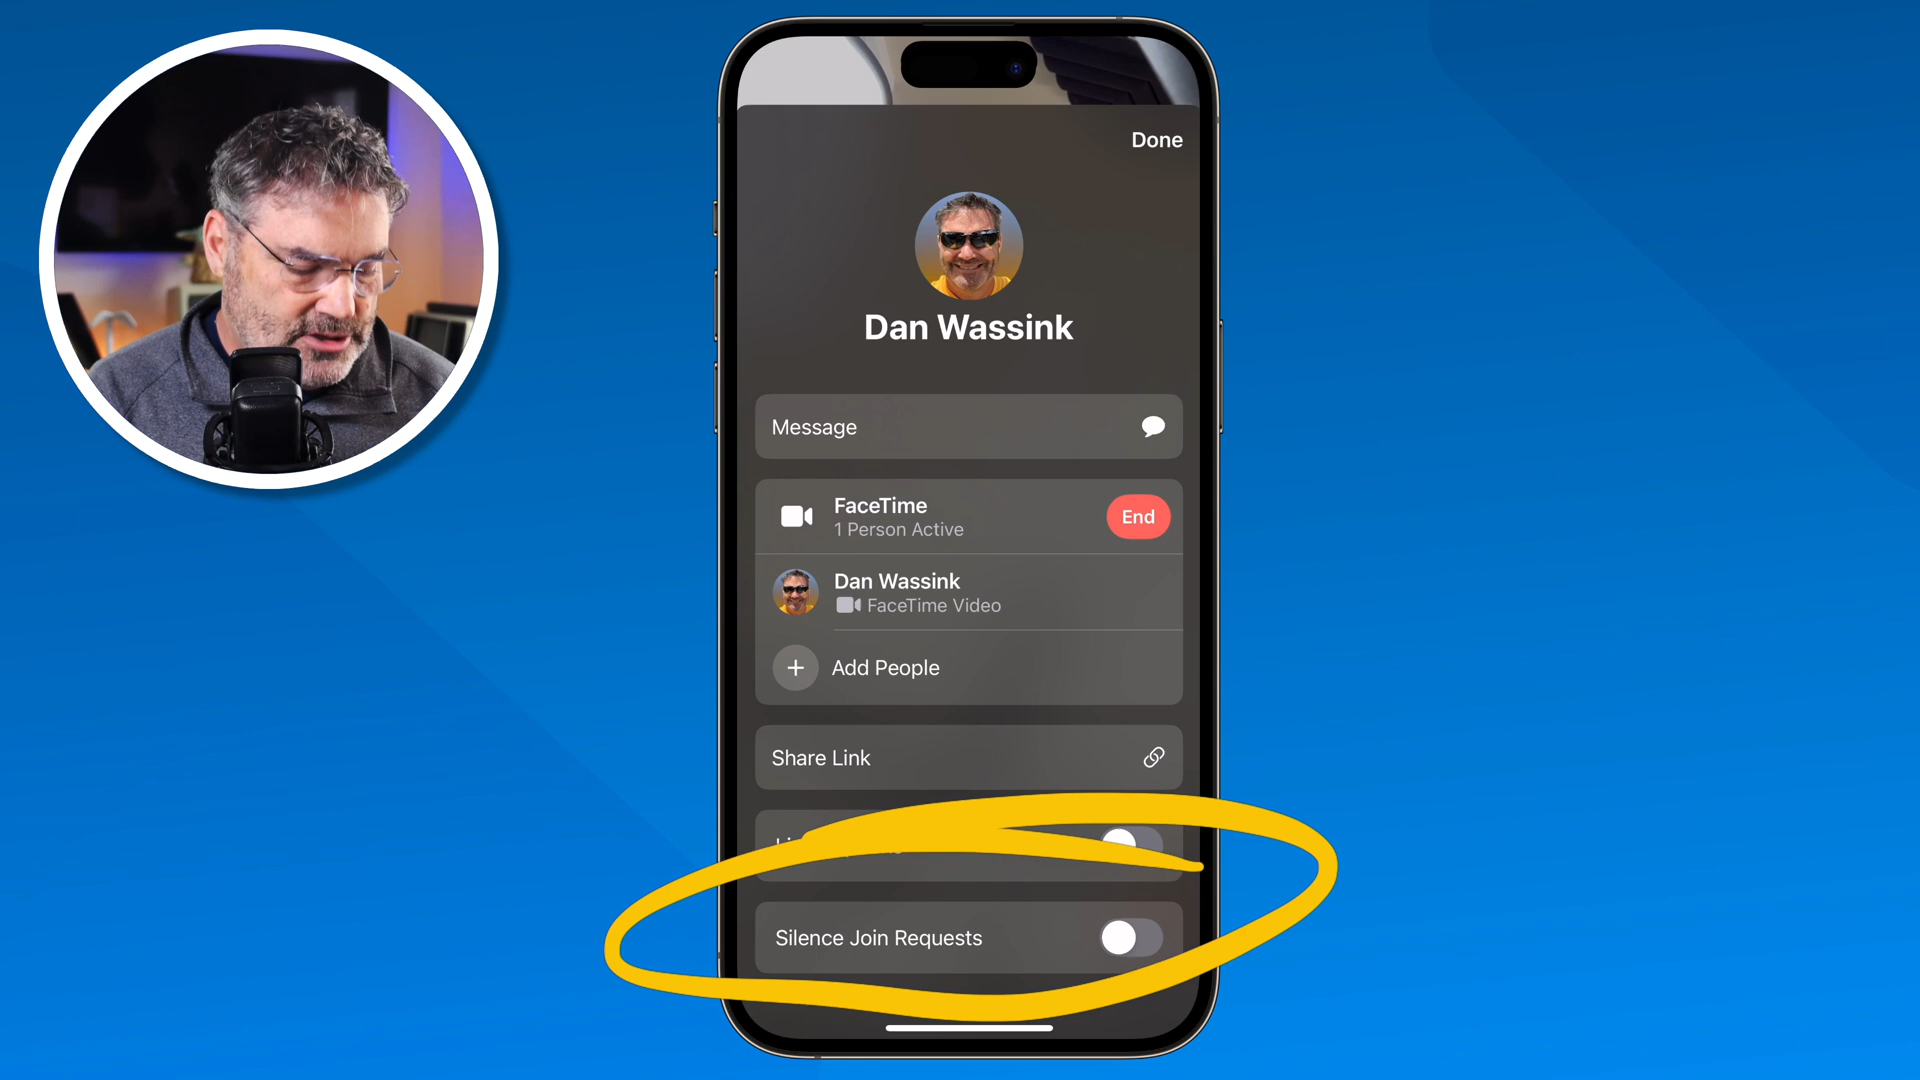 Done
Dan Wassink
Message
FaceTime
1 Person Active
End
Dan Wassink
FaceTime Video
Add People
Share Link
Silence Join Requests